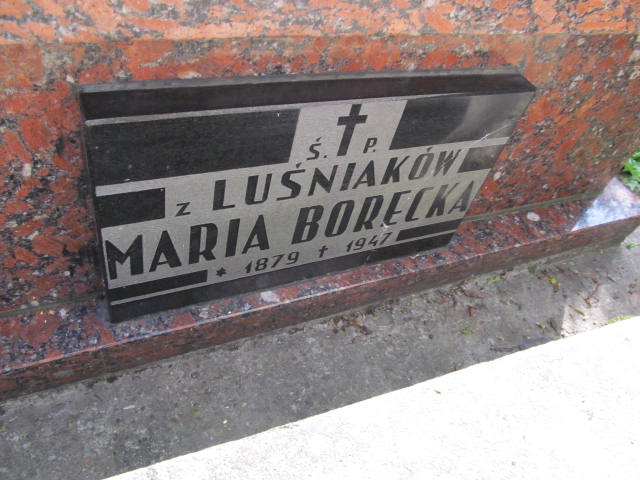 Ś. P.
z LUŚNIAKÓW
MARIA BORECKA
* 1879 † 1947